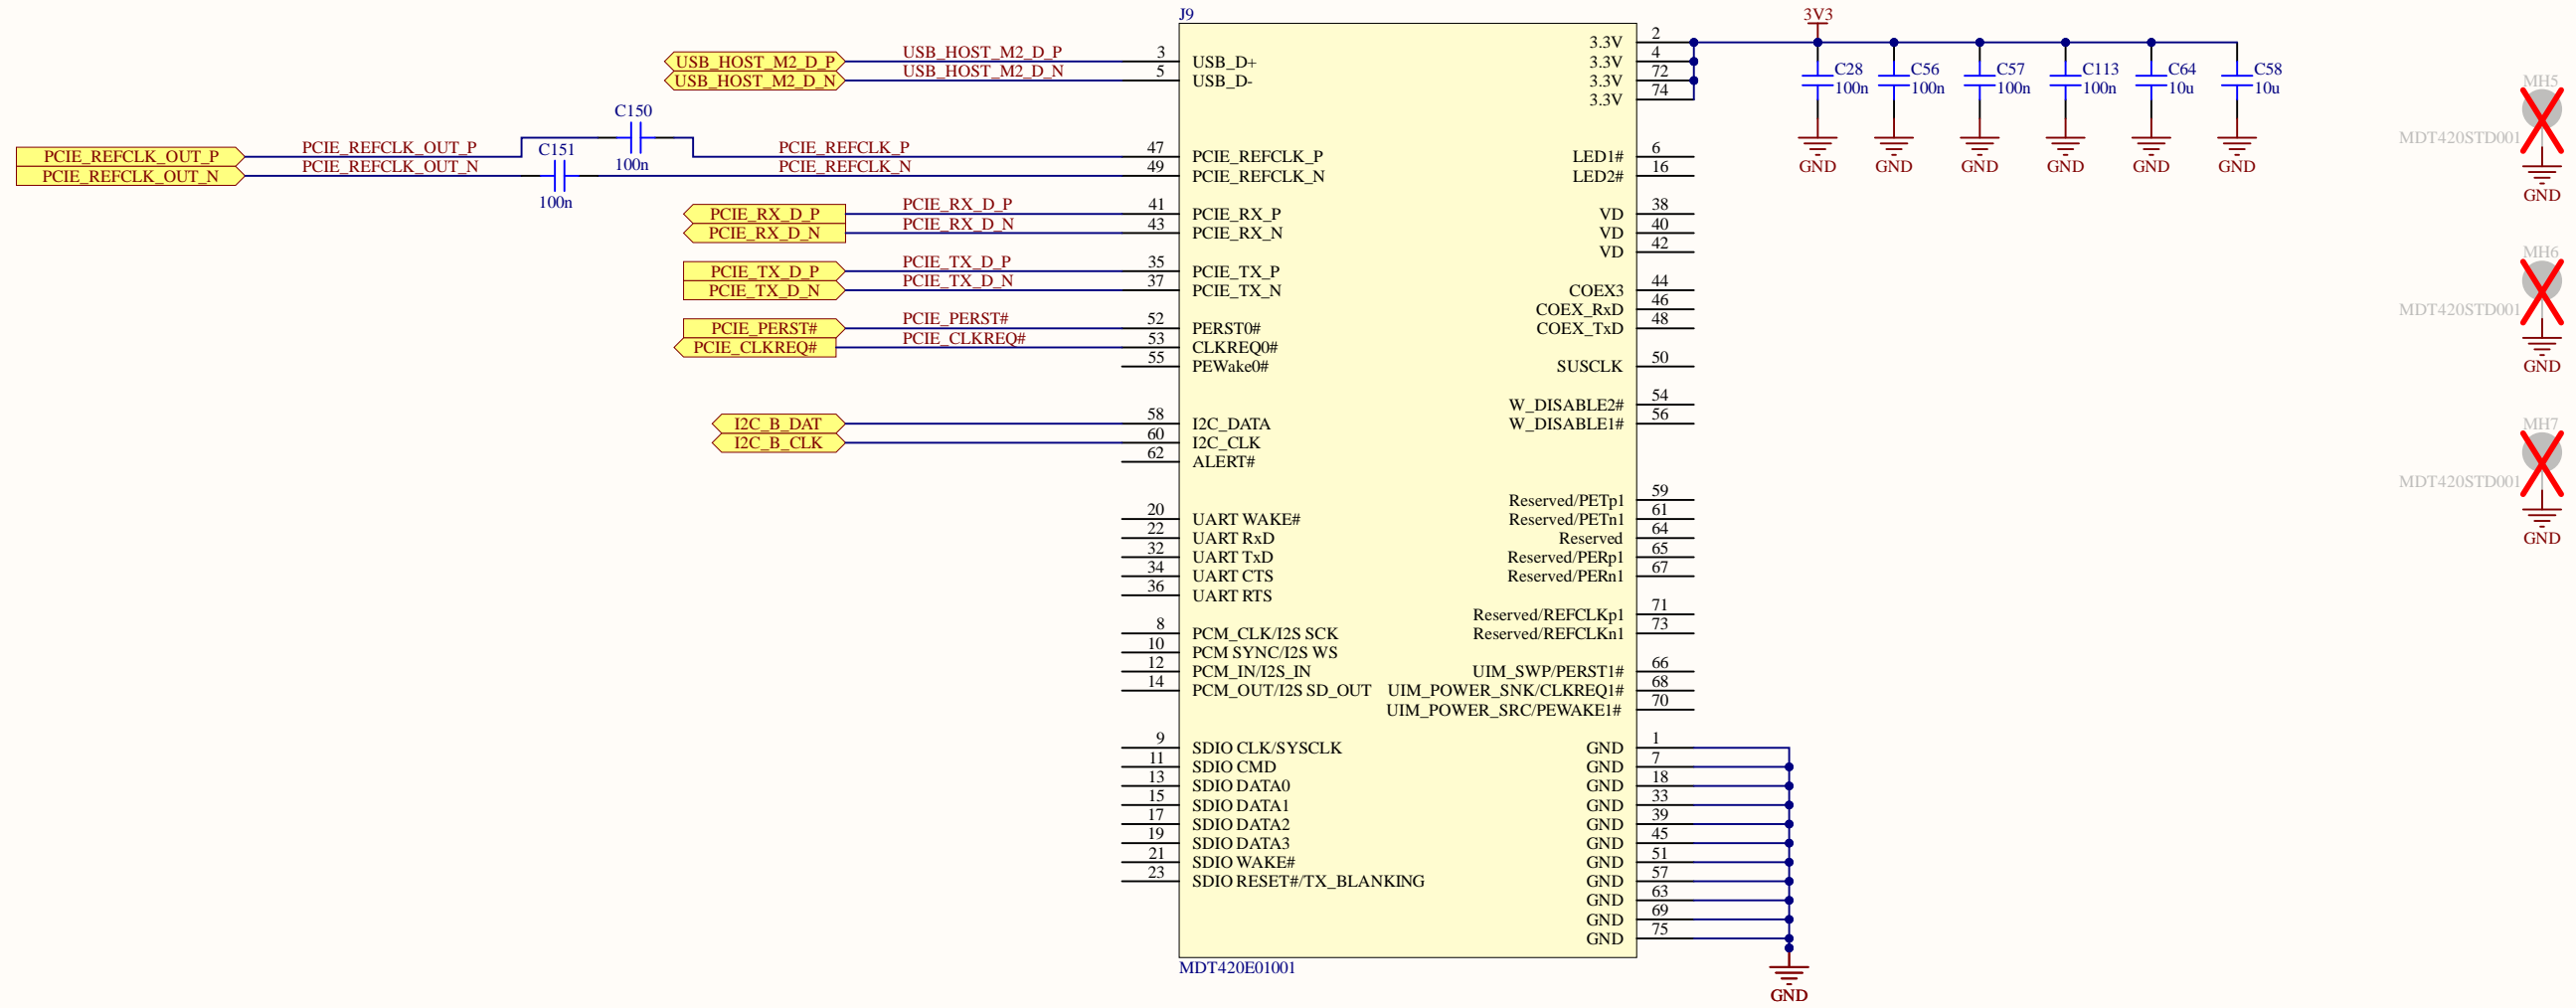 J9
3V3
USB_HOST_M2_D_P USB_HOST_M2_D_P 3 USB_D+
USB_HOST_M2_D_N USB_HOST_M2_D_N 5 USB_D-
3.3V 2
3.3V 4
3.3V 72
3.3V 74
C28 100n
C56 100n
C57 100n
C113 100n
C64 10u
C58 10u
GND GND GND GND GND GND
C150
100n
C151
100n
PCIE_REFCLK_OUT_P PCIE_REFCLK_OUT_P PCIE_REFCLK_P 47 PCIE_REFCLK_P
PCIE_REFCLK_OUT_N PCIE_REFCLK_OUT_N PCIE_REFCLK_N 49 PCIE_REFCLK_N
LED1# 6
LED2# 16
PCIE_RX_D_P PCIE_RX_D_P 41 PCIE_RX_P
PCIE_RX_D_N PCIE_RX_D_N 43 PCIE_RX_N
VD 38
VD 40
VD 42
PCIE_TX_D_P PCIE_TX_D_P 35 PCIE_TX_P
PCIE_TX_D_N PCIE_TX_D_N 37 PCIE_TX_N
COEX3 44
COEX_RxD 46
COEX_TxD 48
PCIE_PERST# PCIE_PERST# 52 PERST0#
PCIE_CLKREQ# PCIE_CLKREQ# 53 CLKREQ0#
55 PEWake0#
SUSCLK 50
W_DISABLE2# 54
W_DISABLE1# 56
I2C_B_DAT 58 I2C_DATA
I2C_B_CLK 60 I2C_CLK
62 ALERT#
Reserved/PETp1 59
Reserved/PETn1 61
Reserved 64
Reserved/PERp1 65
Reserved/PERn1 67
20 UART WAKE#
22 UART RxD
32 UART TxD
34 UART CTS
36 UART RTS
Reserved/REFCLKp1 71
Reserved/REFCLKn1 73
8 PCM_CLK/I2S SCK
10 PCM SYNC/I2S WS
12 PCM_IN/I2S_IN
14 PCM_OUT/I2S SD_OUT
UIM_SWP/PERST1# 66
UIM_POWER_SNK/CLKREQ1# 68
UIM_POWER_SRC/PEWAKE1# 70
9 SDIO CLK/SYSCLK
11 SDIO CMD
13 SDIO DATA0
15 SDIO DATA1
17 SDIO DATA2
19 SDIO DATA3
21 SDIO WAKE#
23 SDIO RESET#/TX_BLANKING
GND 1
GND 7
GND 18
GND 33
GND 39
GND 45
GND 51
GND 57
GND 63
GND 69
GND 75
GND
MDT420E01001
MH5
MDT420STD001
GND
MH6
MDT420STD001
GND
MH7
MDT420STD001
GND